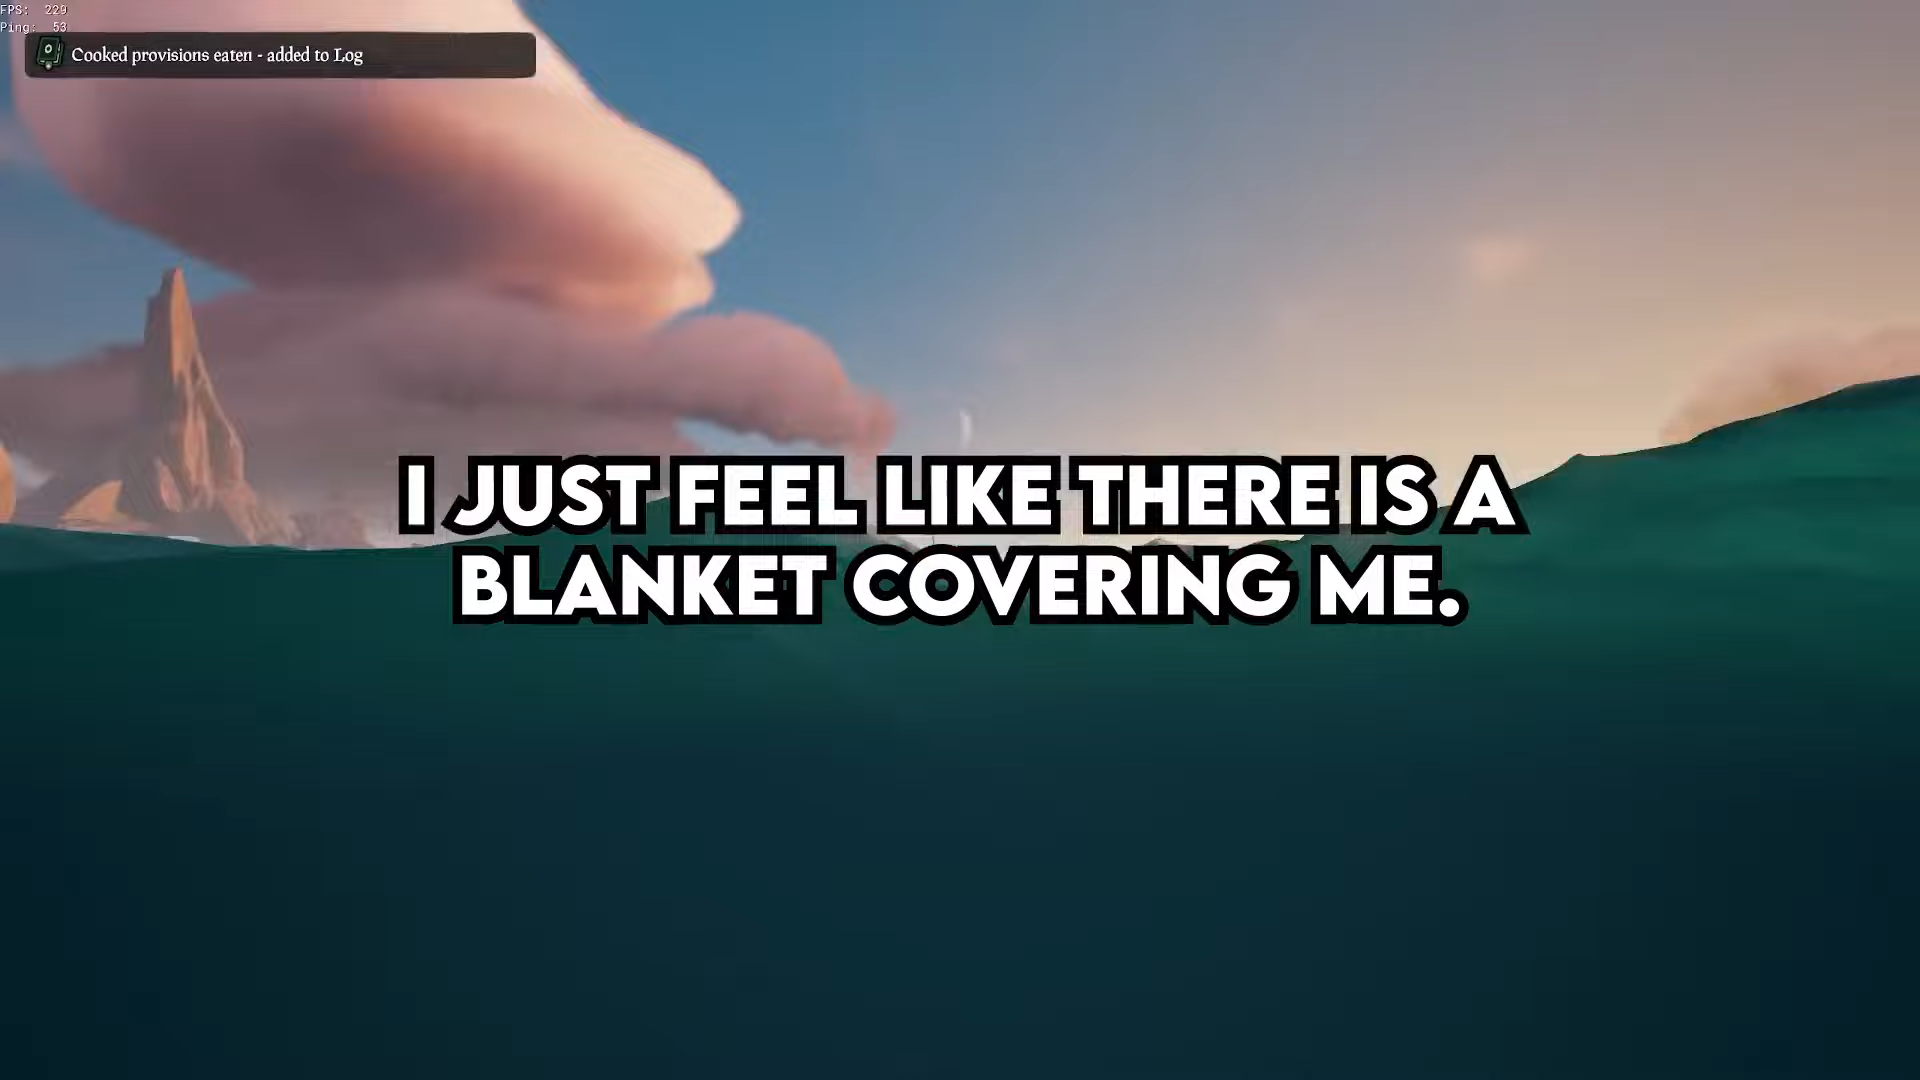 FPS: 229
Ping: 53
Cooked provisions eaten - added to Log
I JUST FEEL LIKE THERE IS A
BLANKET COVERING ME.